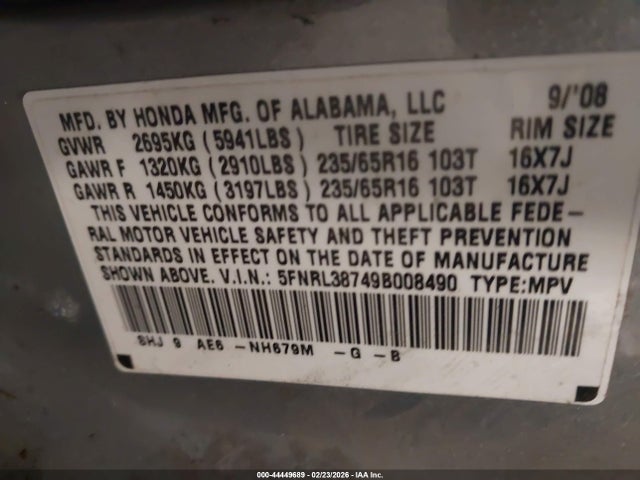 MFD. BY HONDA MFG. OF ALABAMA, LLC 9/'08
GVWR 2695KG (5941LBS) TIRE SIZE RIM SIZE
GAWR F 1320KG (2910LBS) 235/65R16 103T 16X7J
GAWR R 1450KG (3197LBS) 235/65R16 103T 16X7J
THIS VEHICLE CONFORMS TO ALL APPLICABLE FEDE-
RAL MOTOR VEHICLE SAFETY AND THEFT PREVENTION
STANDARDS IN EFFECT ON THE DATE OF MANUFACTURE
SHOWN ABOVE. V.I.N.: 5FNRL38749B008490 TYPE:MPV
SHJ 9 AE6 -NH679M -G -B
000-44449689 - 02/23/2026 - IAA Inc.